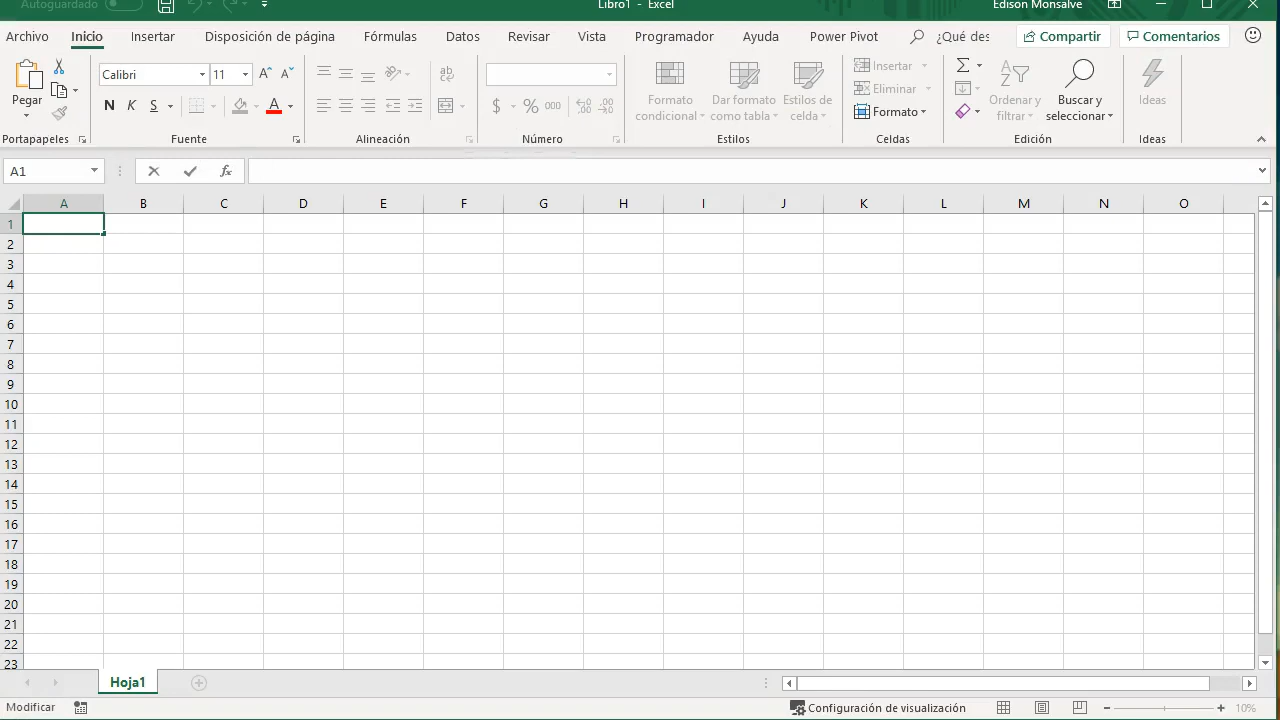 Autoguardado Libro1 - Excel Edison Monsalve
Archivo Inicio Insertar Disposición de página Fórmulas Datos Revisar Vista Programador Ayuda Power Pivot ¿Qué des Compartir Comentarios
Pegar
Portapapeles
Calibri 11
N K S A
Fuente
ab
Alineación
$ % 000
Número
Formato condicional
Dar formato como tabla
Estilos de celda
Estilos
Insertar
Eliminar
Formato
Celdas
Σ
Ordenar y filtrar
Buscar y seleccionar
Edición
Ideas
Ideas
A1 fx
A B C D E F G H I J K L M N O
1
2
3
4
5
6
7
8
9
10
11
12
13
14
15
16
17
18
19
20
21
22
23
Hoja1
Modificar Configuración de visualización 10%